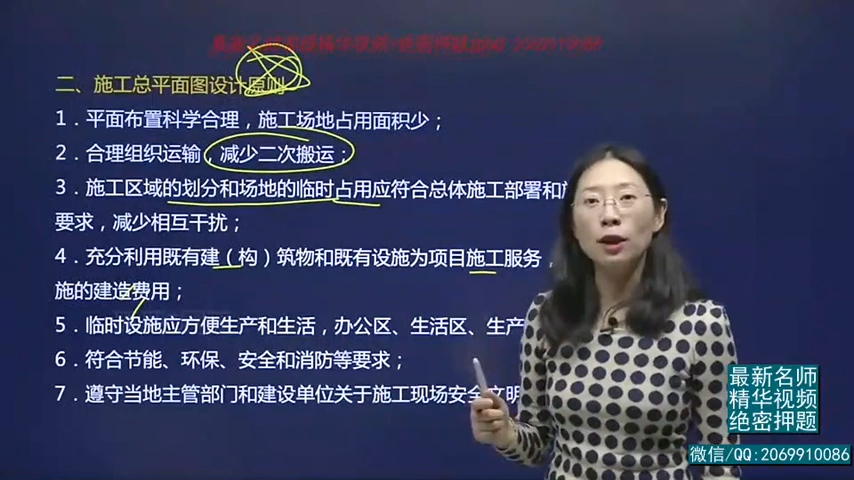 二、施工总平面图设计原则
1．平面布置科学合理，施工场地占用面积少；
2．合理组织运输，减少二次搬运；
3．施工区域的划分和场地的临时占用应符合总体施工部署和
要求，减少相互干扰；
4．充分利用既有建（构）筑物和既有设施为项目施工服务，
施的建造费用；
5．临时设施应方便生产和生活，办公区、生活区、生产
6．符合节能、环保、安全和消防等要求；
7．遵守当地主管部门和建设单位关于施工现场安全文明
最新名师
精华视频
绝密押题
微信/QQ:2069910086